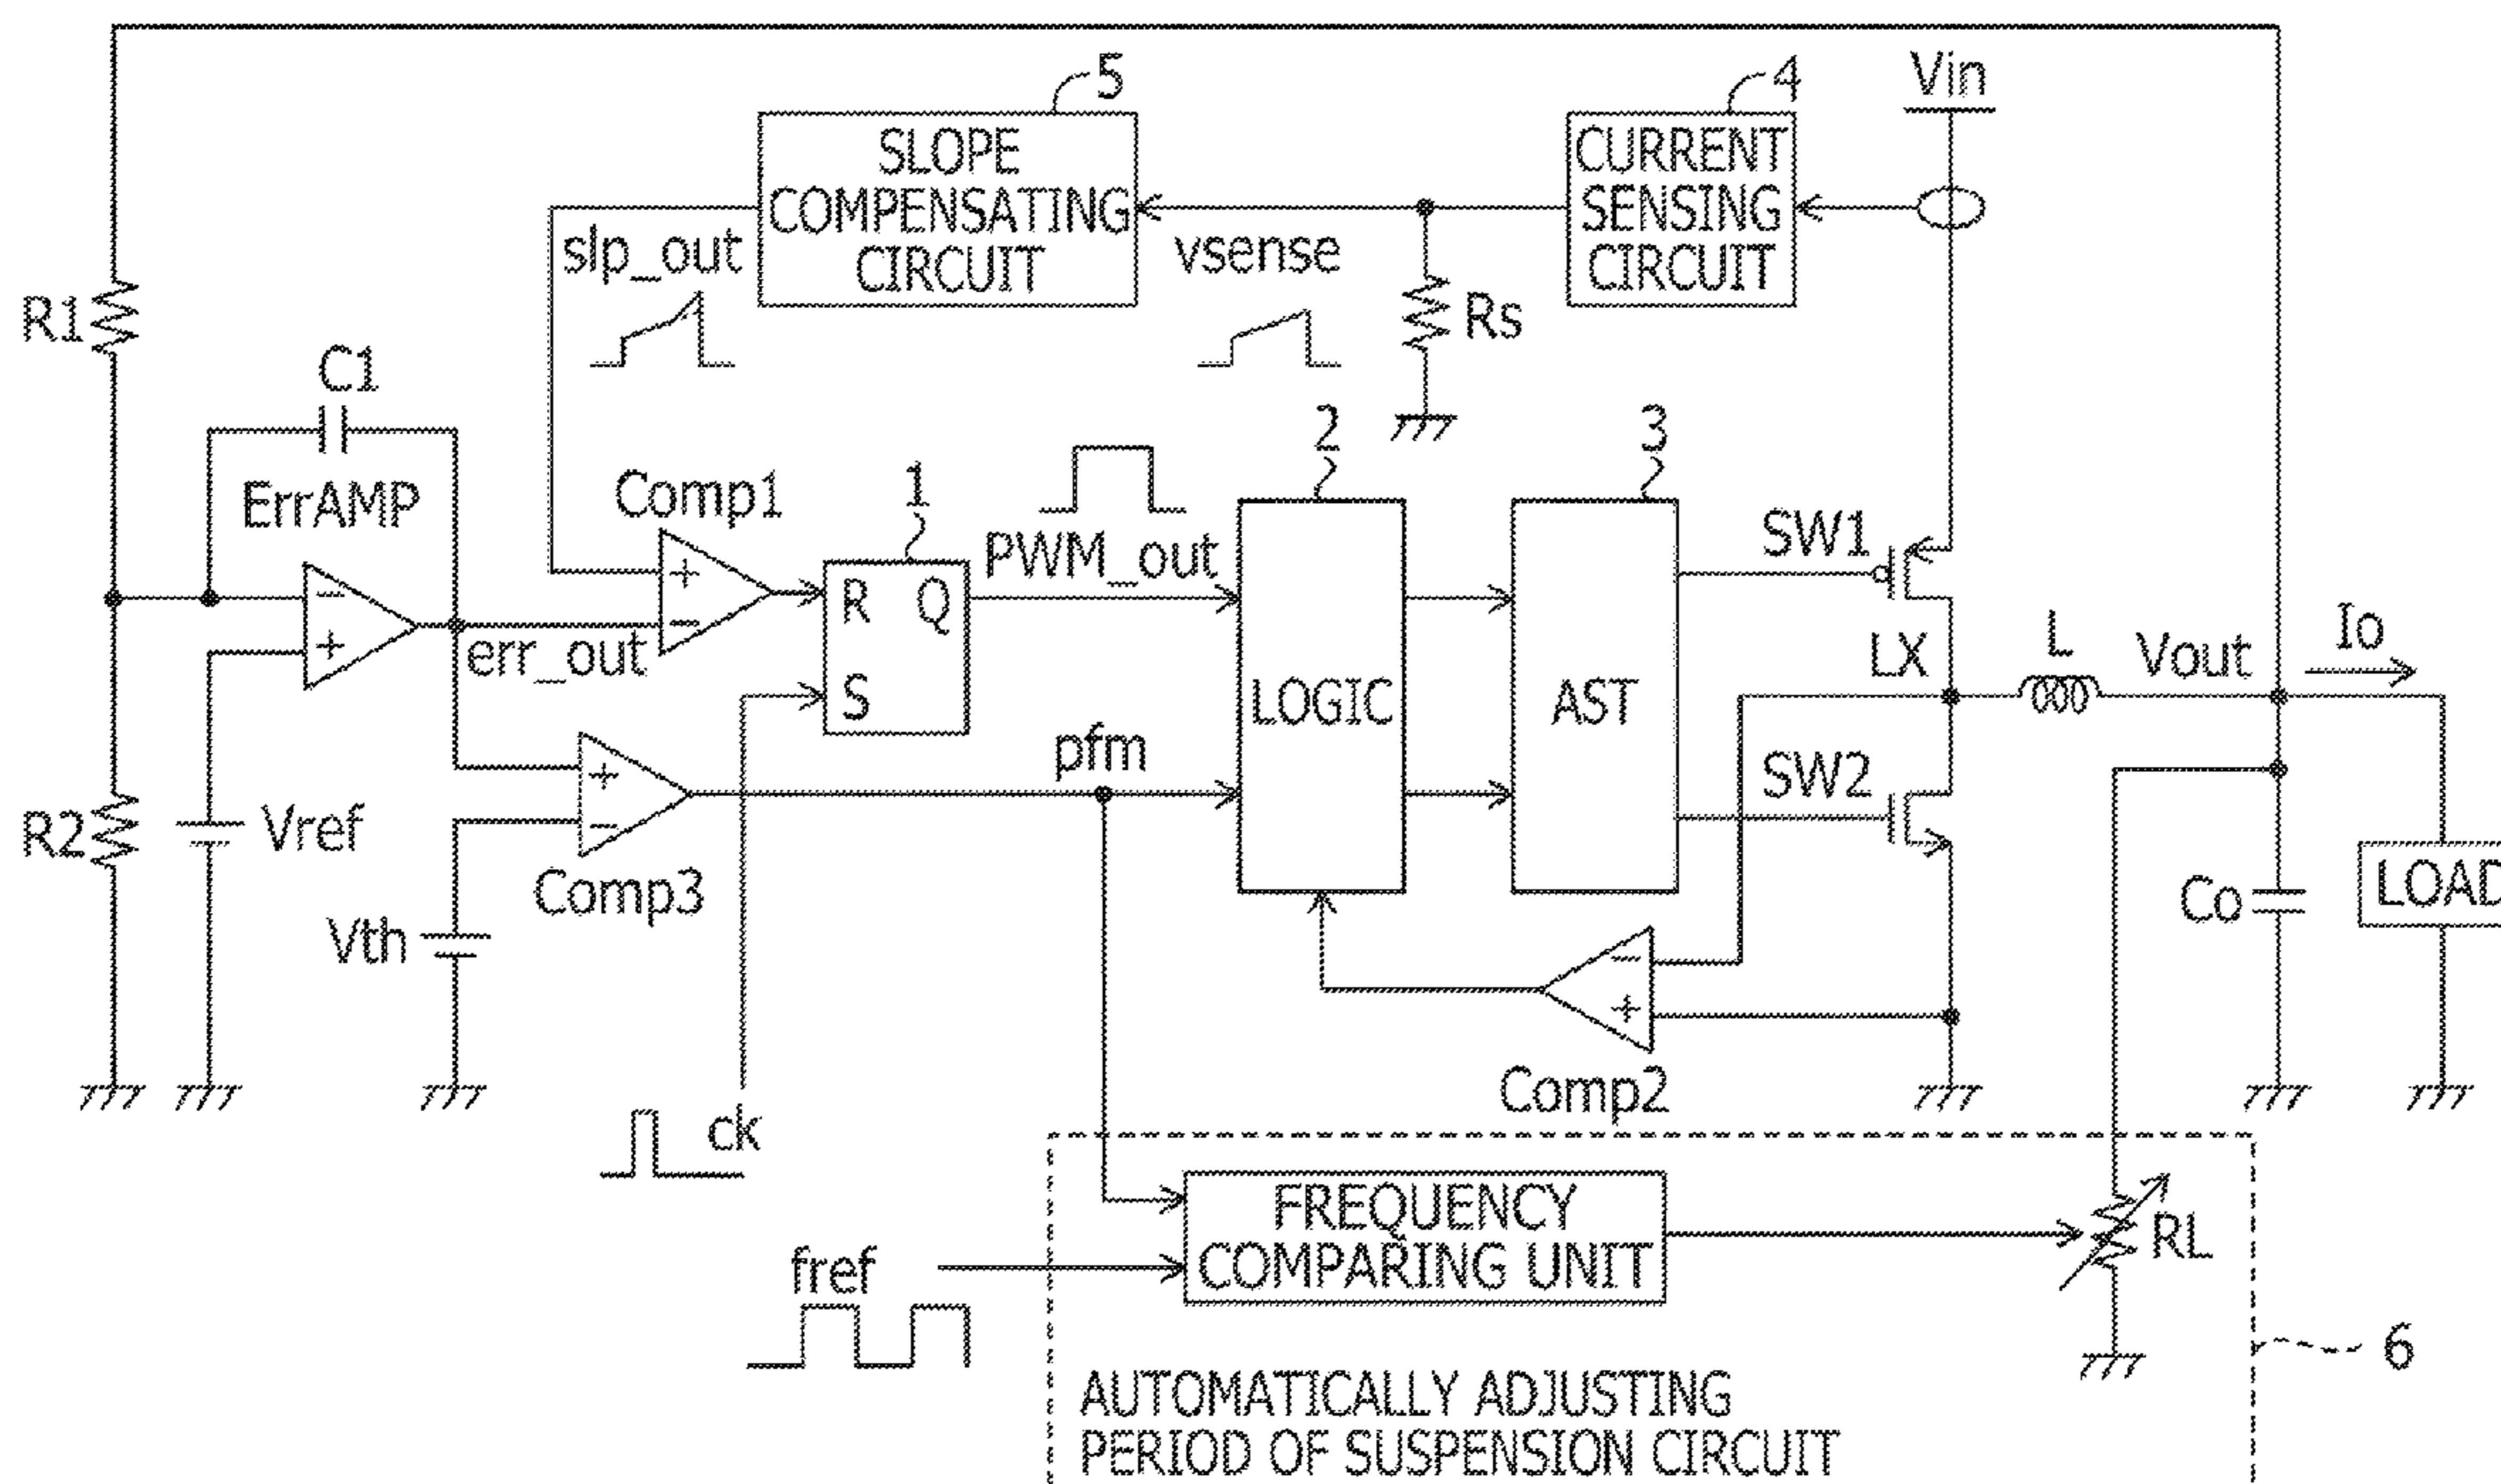 5
4
Vin
SLOPE
COMPENSATING
CIRCUIT
CURRENT
SENSING
CIRCUIT
slp_out
vsense
R1
Rs
C1
2
3
ErrAMP
Comp1
1
PWM_out
SW1
R Q
S
-
+
+
-
err_out
LOGIC
AST
LX
L
Vout
Io
pfm
SW2
R2
Vref
+
-
Comp3
Vth
Co
LOAD
-
+
Comp2
ck
FREQUENCY
COMPARING UNIT
RL
fref
6
AUTOMATICALLY ADJUSTING
PERIOD OF SUSPENSION CIRCUIT